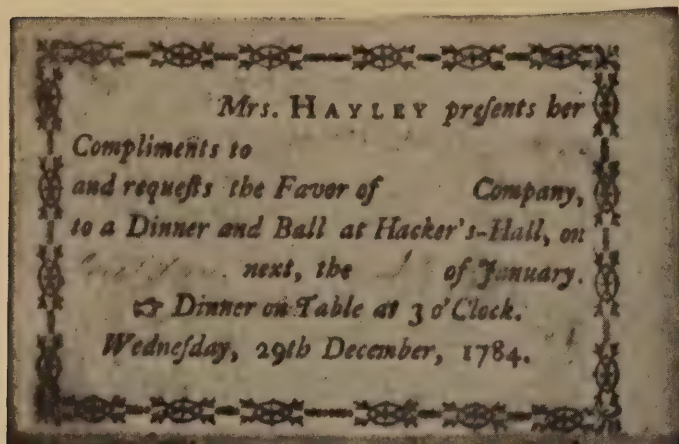 Mrs. HAYLEY preſents her
Compliments to
and requeſts the Favor of Company,
to a Dinner and Ball at Hacker's-Hall, on
next, the of January.
☞ Dinner on Table at 3 o'Clock.
Wedneſday, 29th December, 1784.